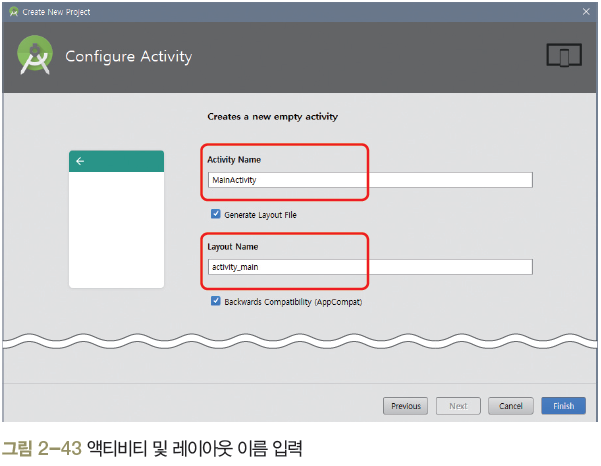 Create New Project
Configure Activity
Creates a new empty activity
Activity Name
MainActivity
Generate Layout File
Layout Name
activity_main
Backwards Compatibility (AppCompat)
Previous Next Cancel Finish
그림 2-43 액티비티 및 레이아웃 이름 입력